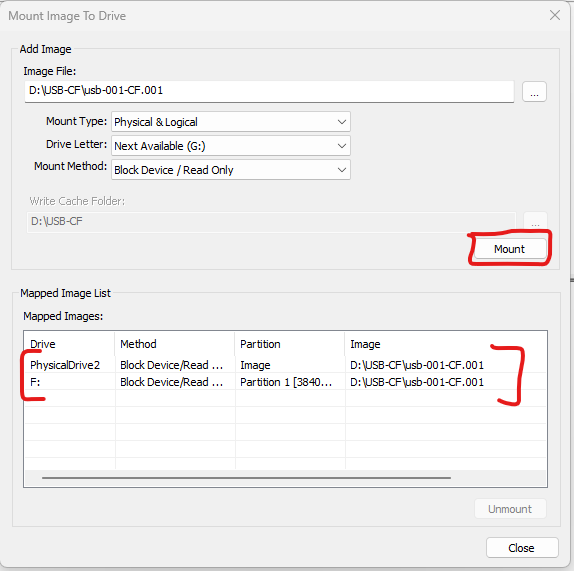 Mount Image To Drive
Add Image
Image File:
D:\USB-CF\usb-001-CF.001
...
Mount Type: Physical & Logical
Drive Letter: Next Available (G:)
Mount Method: Block Device / Read Only
Write Cache Folder:
D:\USB-CF
...
Mount
Mapped Image List
Mapped Images:
Drive Method Partition Image
PhysicalDrive2 Block Device/Read ... Image D:\USB-CF\usb-001-CF.001
F: Block Device/Read ... Partition 1 [3840... D:\USB-CF\usb-001-CF.001
Unmount
Close